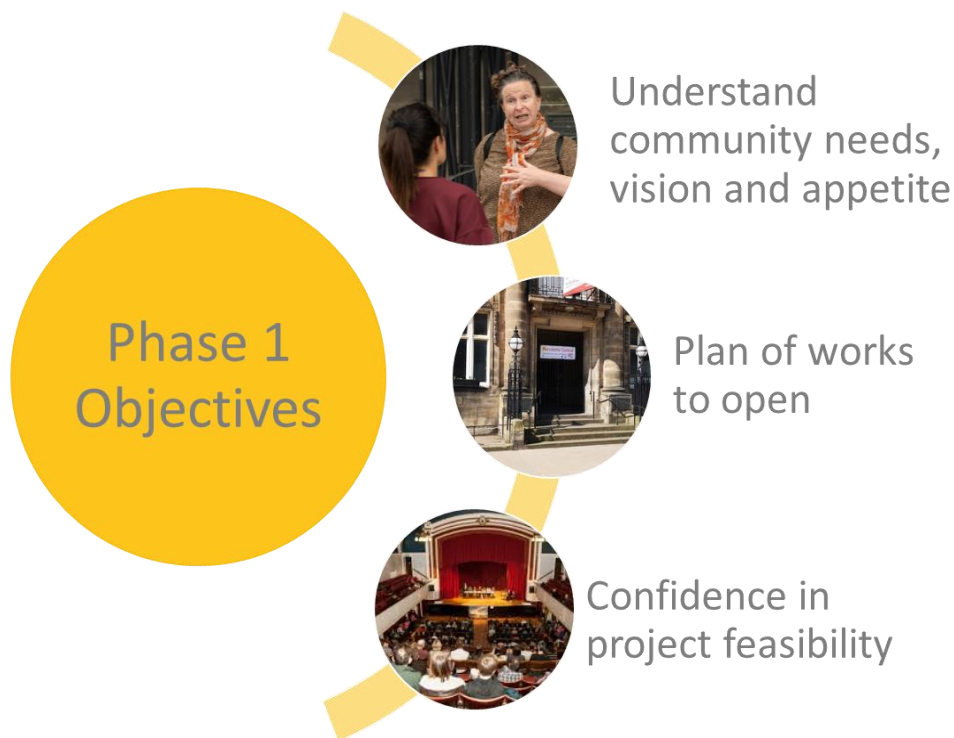 Phase 1
Objectives
Understand
community needs,
vision and appetite
Plan of works
to open
Confidence in
project feasibility